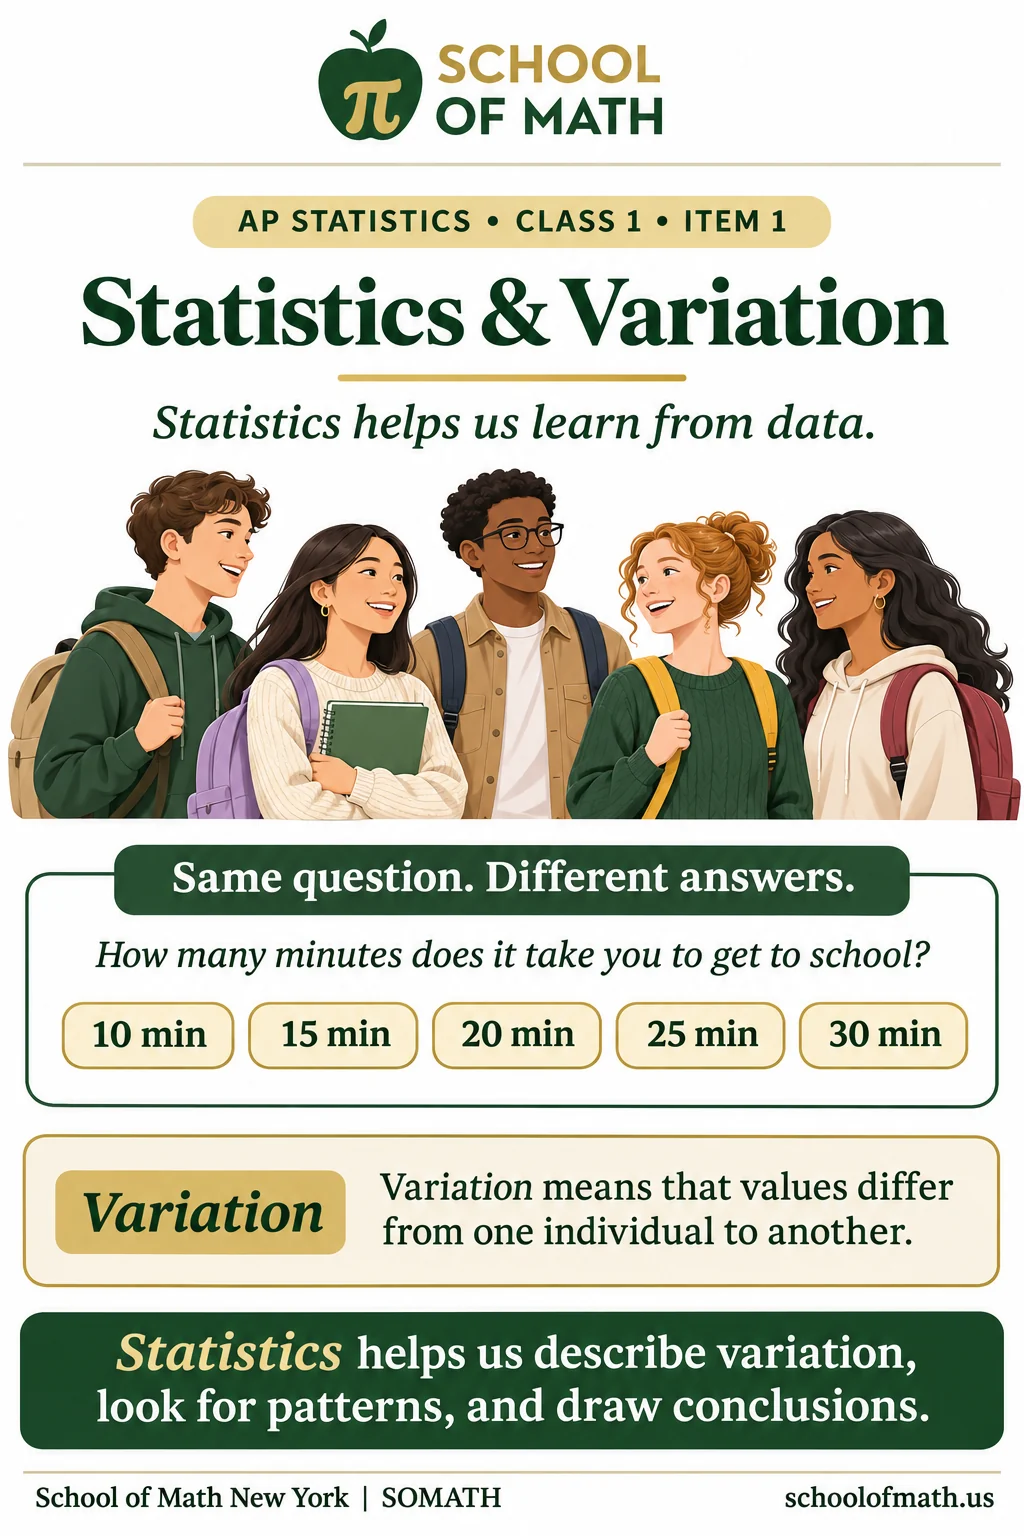 π
SCHOOL
OF MATH
AP STATISTICS • CLASS 1 • ITEM 1
Statistics & Variation
Statistics helps us learn from data.
Same question. Different answers.
How many minutes does it take you to get to school?
10 min 15 min 20 min 25 min 30 min
Variation
Variation means that values differ
from one individual to another.
Statistics helps us describe variation,
look for patterns, and draw conclusions.
School of Math New York | SOMATH
schoolofmath.us